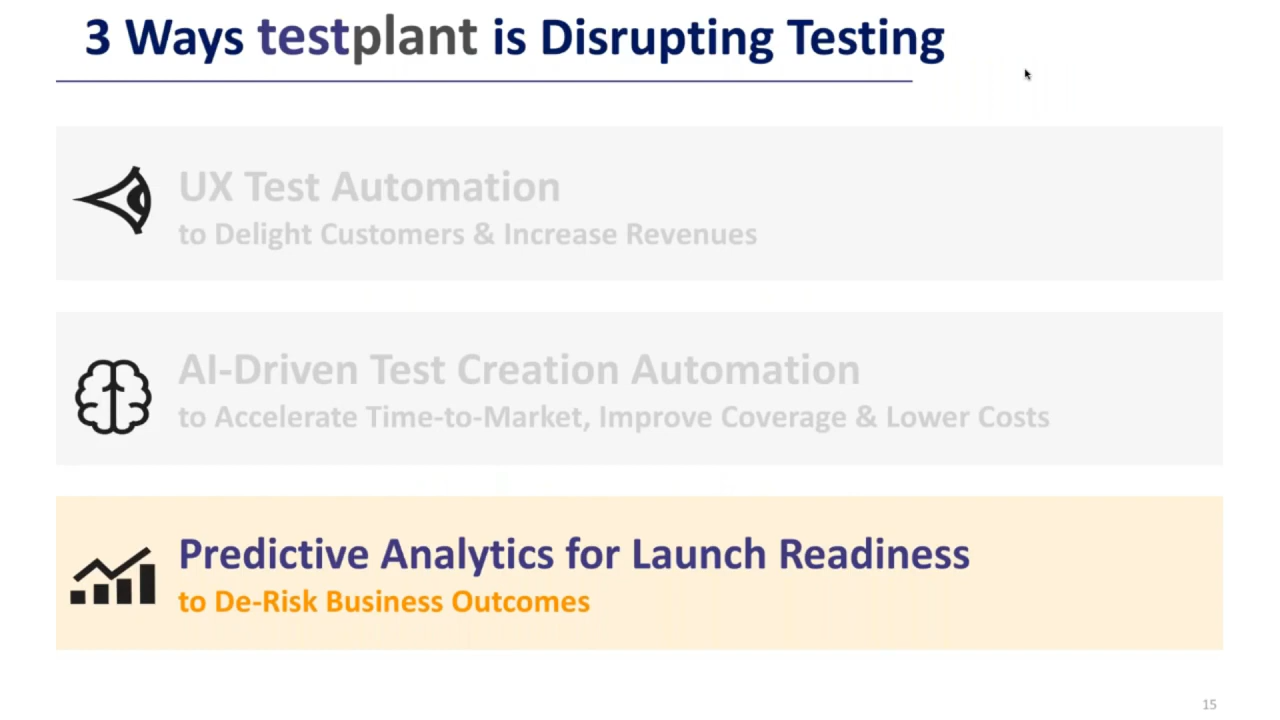 3 Ways testplant is Disrupting Testing
UX Test Automation
to Delight Customers & Increase Revenues
AI-Driven Test Creation Automation
to Accelerate Time-to-Market, Improve Coverage & Lower Costs
Predictive Analytics for Launch Readiness
to De-Risk Business Outcomes
15